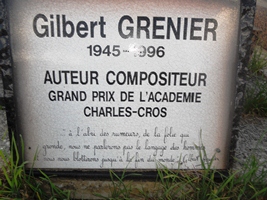 Gilbert GRENIER
1945-1996
AUTEUR COMPOSITEUR
GRAND PRIX DE L'ACADEMIE
CHARLES-CROS
à l'abri des rumeurs, de la folie qui
gronde, nous ne parlerons pas le langage des hommes
nous nous blottirons jusqu'à la fin du monde